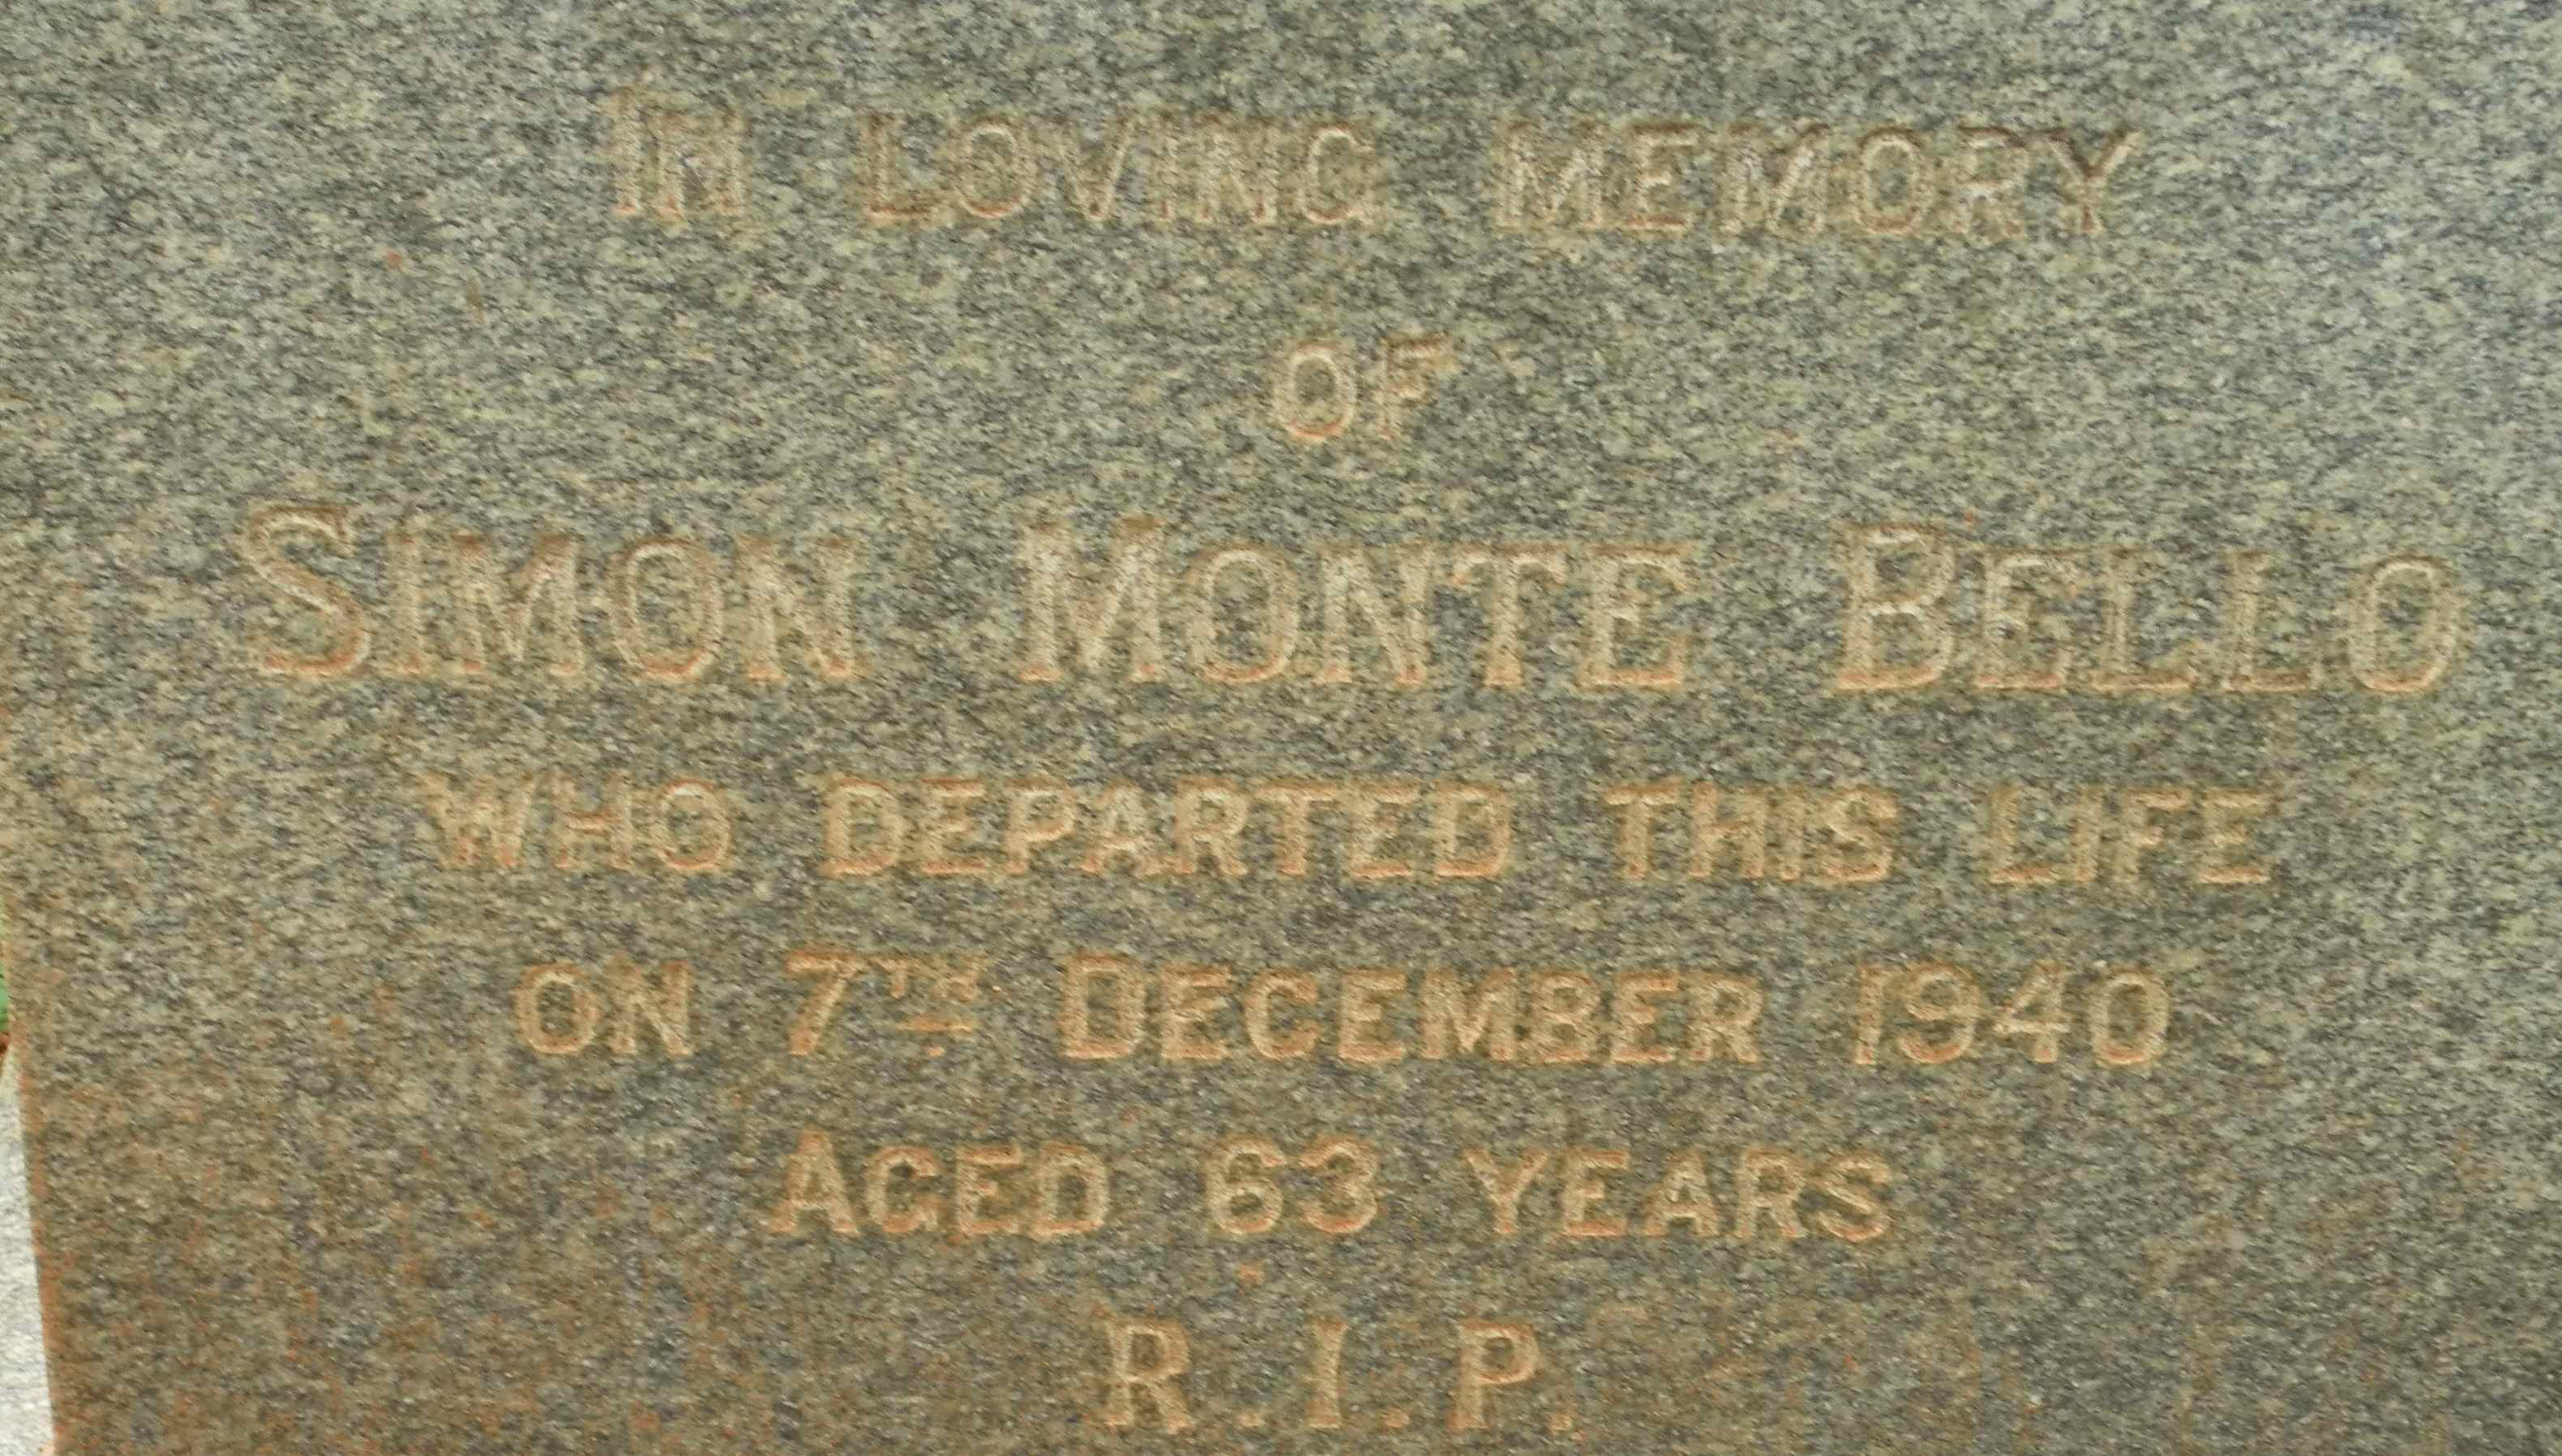 IN LOVING MEMORY
OF
SIMON MONTE BELLO
WHO DEPARTED THIS LIFE
ON 7TH DECEMBER 1940
AGED 63 YEARS
R.I.P.